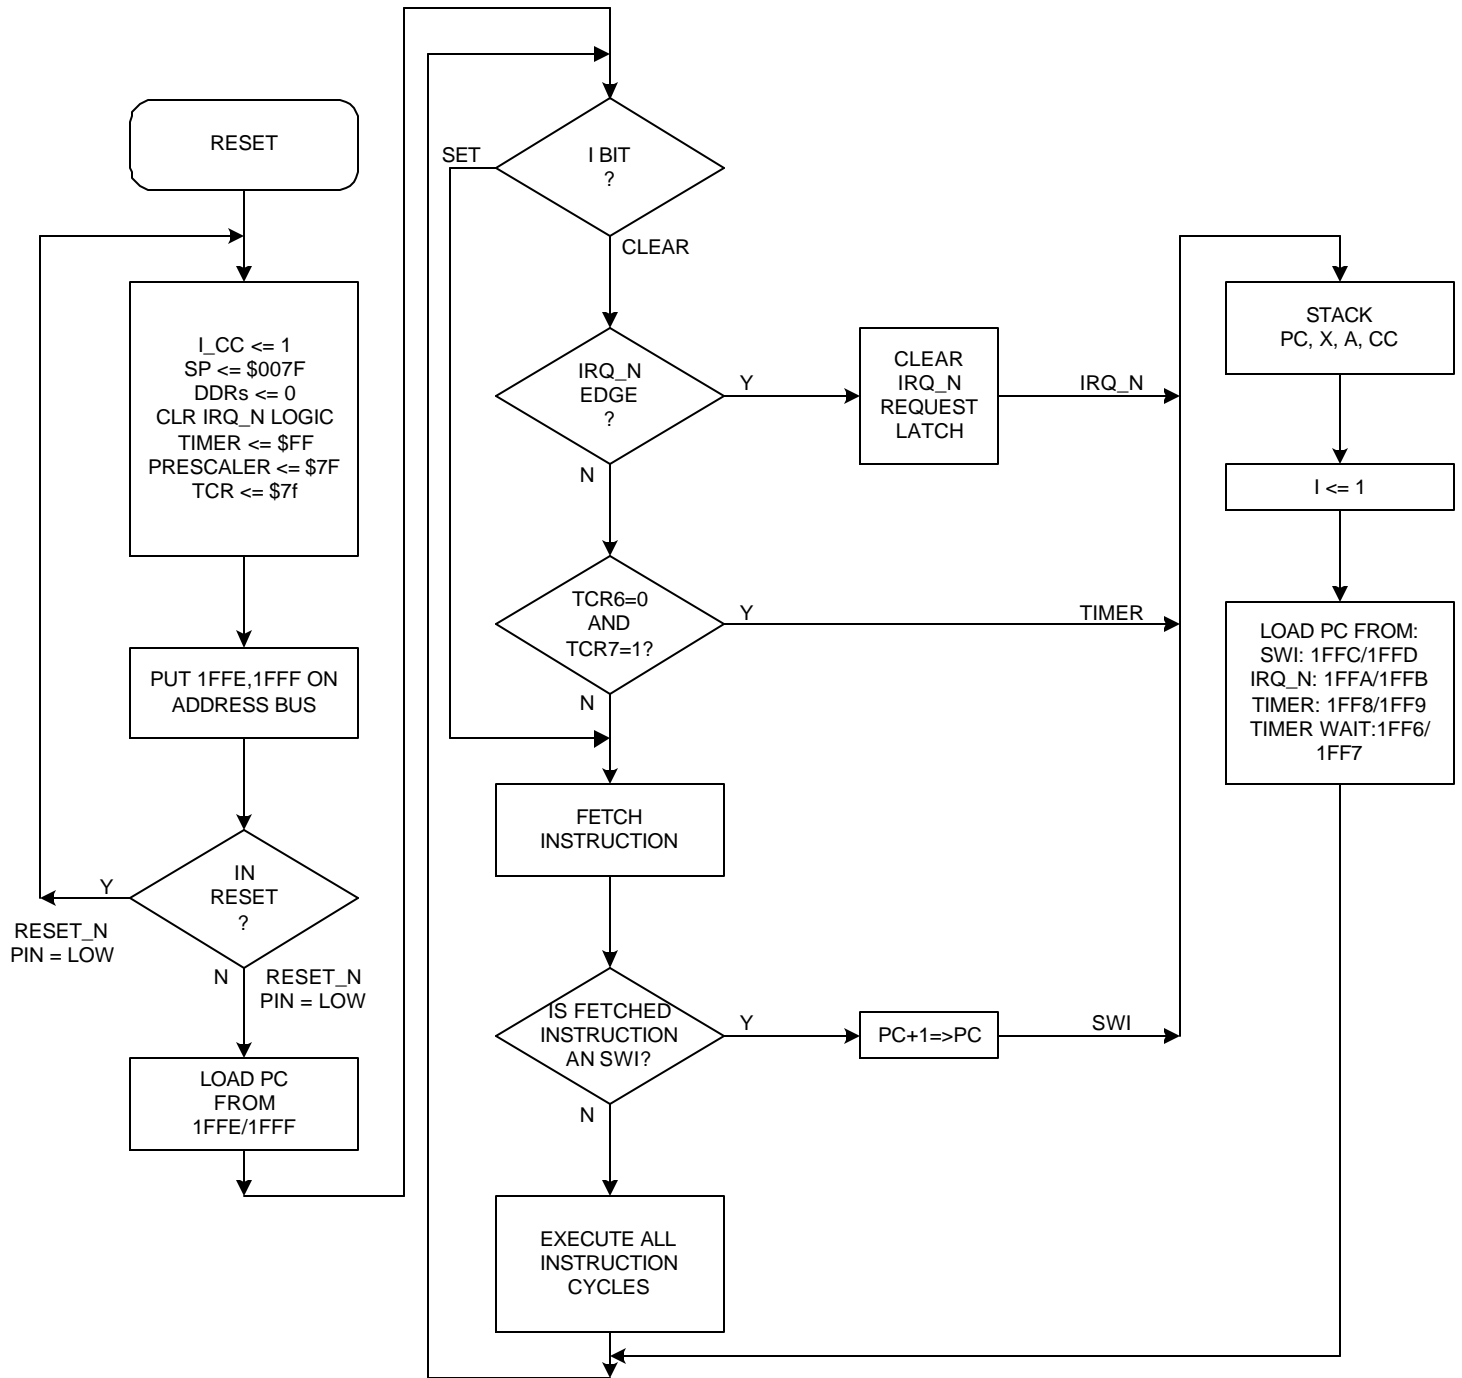 RESET
I_CC <= 1
SP <= $007F
DDRs <= 0
CLR IRQ_N LOGIC
TIMER <= $FF
PRESCALER <= $7F
TCR <= $7f
PUT 1FFE,1FFF ON
ADDRESS BUS
IN
RESET
?
Y
RESET_N
PIN = LOW
N
RESET_N
PIN = LOW
LOAD PC
FROM
1FFE/1FFF
I BIT
?
SET
CLEAR
IRQ_N
EDGE
?
Y
N
CLEAR
IRQ_N
REQUEST
LATCH
IRQ_N
TCR6=0
AND
TCR7=1?
Y
N
TIMER
FETCH
INSTRUCTION
IS FETCHED
INSTRUCTION
AN SWI?
Y
N
PC+1=>PC
SWI
EXECUTE ALL
INSTRUCTION
CYCLES
STACK
PC, X, A, CC
I <= 1
LOAD PC FROM:
SWI: 1FFC/1FFD
IRQ_N: 1FFA/1FFB
TIMER: 1FF8/1FF9
TIMER WAIT:1FF6/
1FF7